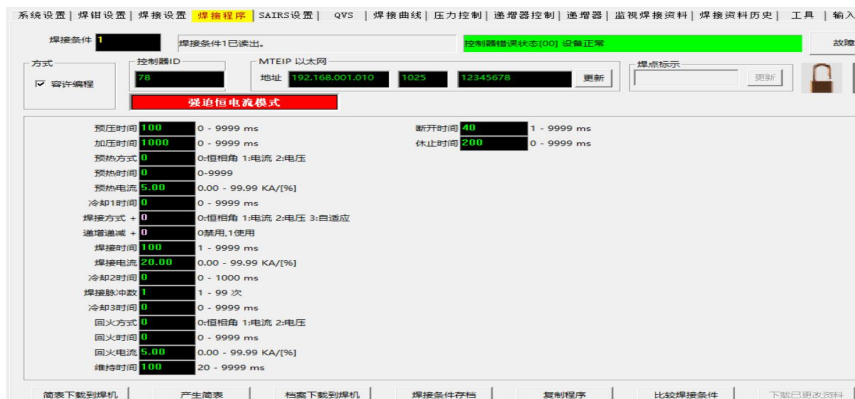 系统设置| 焊钳设置| 焊接设置 焊接程序|SAIRS设置| QVS |焊接曲线|压力控制|递增器控制|递增器|监视焊接资料|焊接资料历史| 工具 |输入
焊接条件 1 焊接条件1已读出。 控制器错误状态[00] 设备正常 故障
方式 控制器ID MTEIP 以太网 焊点标示
容许编程 78 地址 192.168.001.010 1025 12345678 更新 更新
强迫恒电流模式
预压时间 100 0 - 9999 ms 断开时间 40 1 - 9999 ms
加压时间 1000 0 - 9999 ms 休止时间 200 0 - 9999 ms
预热方式 0 0:恒相角 1:电流 2:电压
预热时间 0 0-9999
预热电流 5.00 0.00 - 99.99 KA/[%]
冷却1时间 0 0 - 9999 ms
焊接方式 + 0 0:恒相角 1:电流 2:电压 3:自适应
递增递减 + 0 0禁用,1使用
焊接时间 100 1 - 9999 ms
焊接电流 20.00 0.00 - 99.99 KA/[%]
冷却2时间 0 0 - 1000 ms
焊接脉冲数 1 1 - 99 次
冷却3时间 0 0 - 9999 ms
回火方式 0 0:恒相角 1:电流 2:电压
回火时间 0 0 - 9999 ms
回火电流 5.00 0.00 - 99.99 KA/[%]
维持时间 100 20 - 9999 ms
简表下载到焊机 产生简表 档案下载到焊机 焊接条件存档 复制程序 比较焊接条件 下载已更改资料